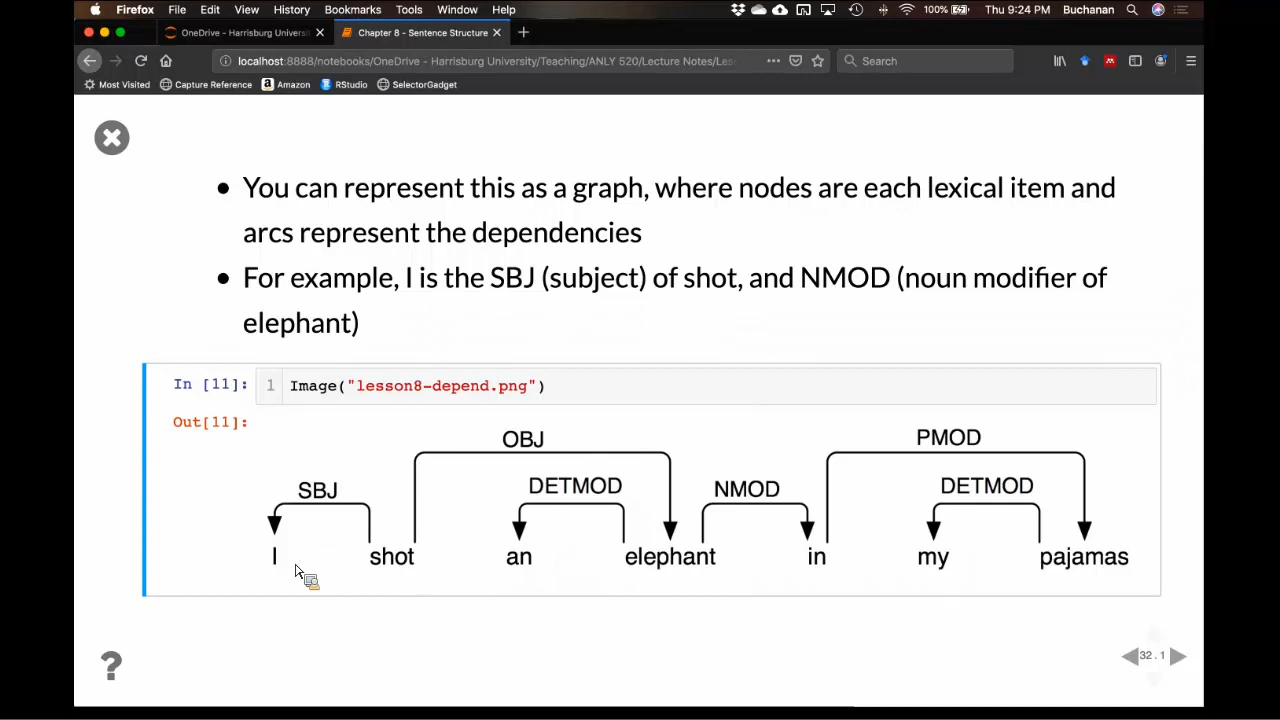 Firefox File Edit View History Bookmarks Tools Window Help 100% Thu 9:24 PM Buchanan
OneDrive - Harrisburg Universi Chapter 8 - Sentence Structure
localhost:8888/notebooks/OneDrive - Harrisburg University/Teaching/ANLY 520/Lecture Notes/Les Search
Most Visited Capture Reference Amazon RStudio SelectorGadget
• You can represent this as a graph, where nodes are each lexical item and
arcs represent the dependencies
• For example, I is the SBJ (subject) of shot, and NMOD (noun modifier of
elephant)
In [11]: 1 Image("lesson8-depend.png")
Out[11]:
OBJ PMOD
SBJ DETMOD NMOD DETMOD
I shot an elephant in my pajamas
? 32.1